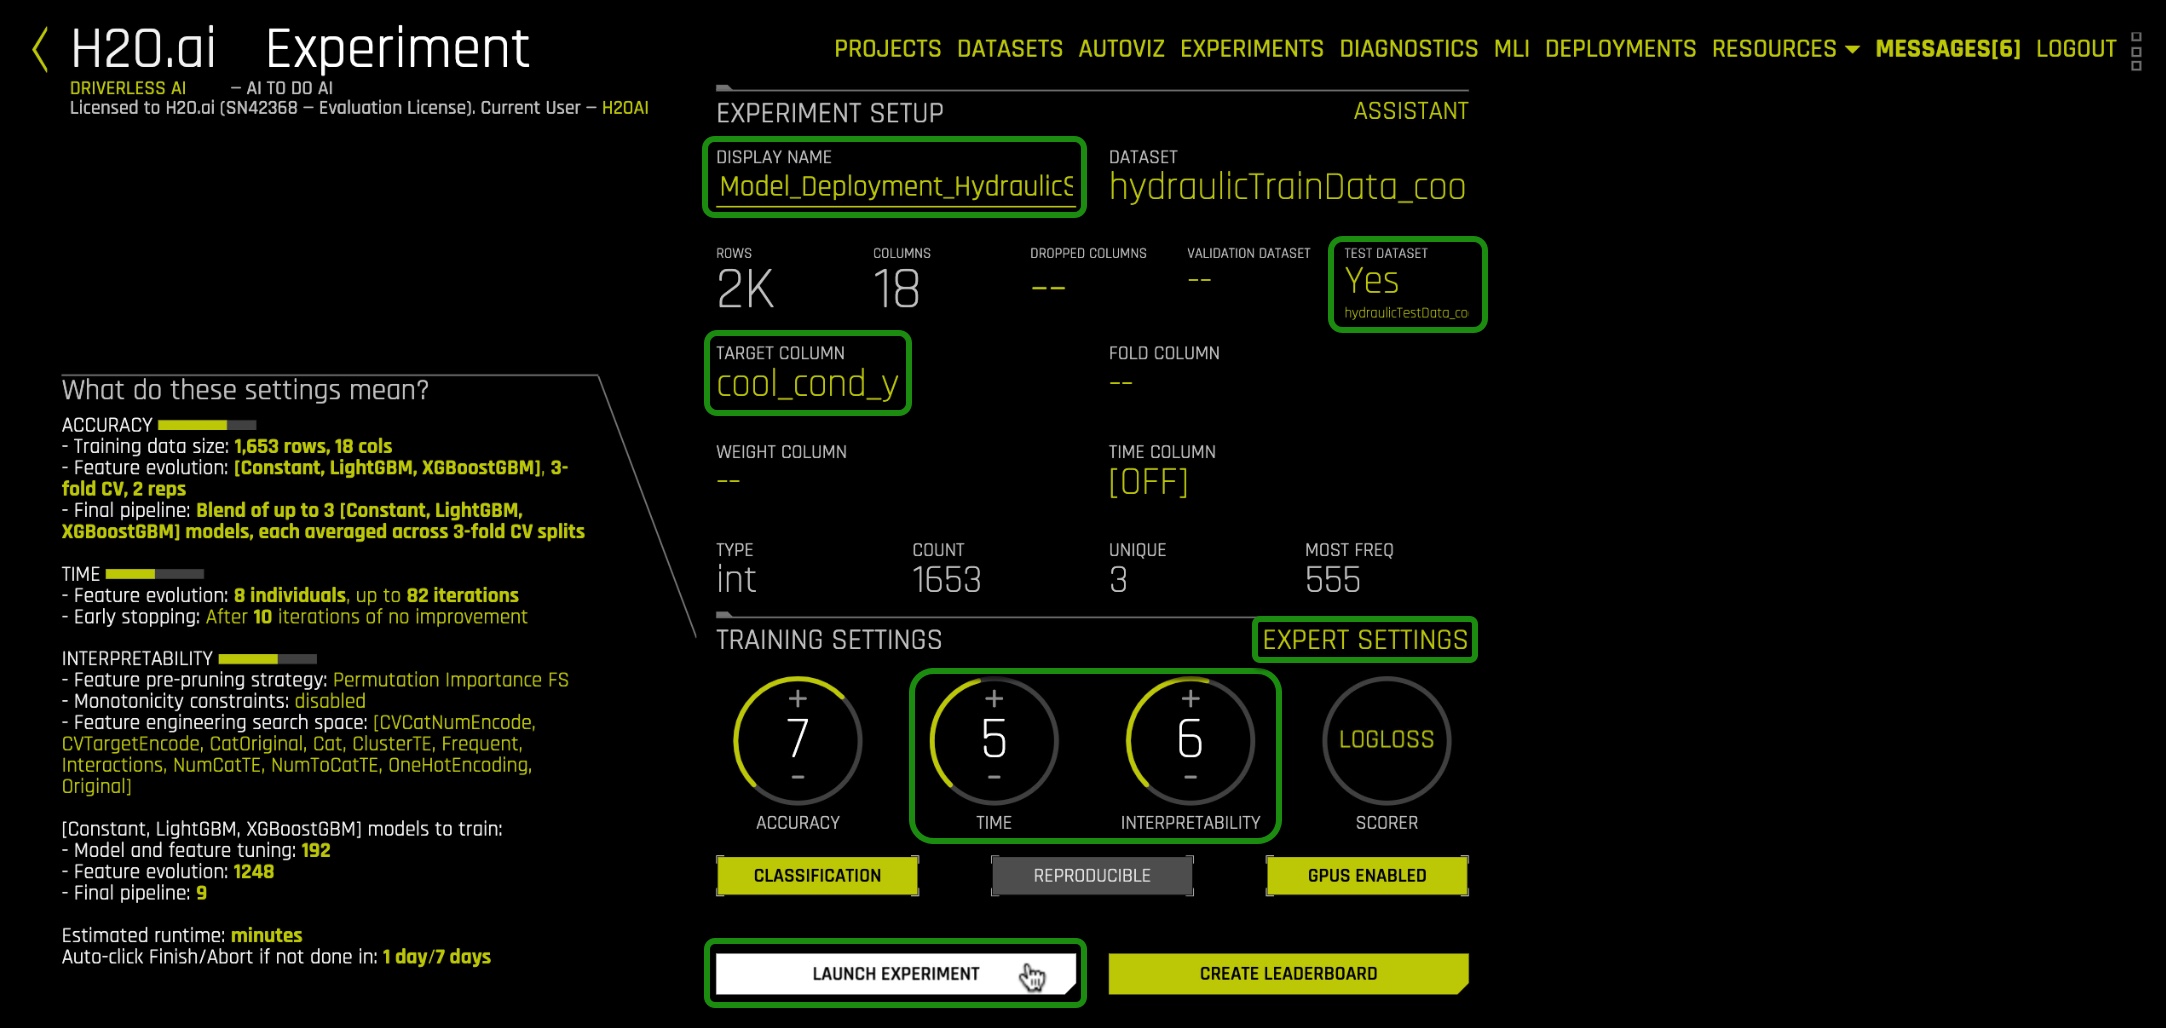 H2O.ai Experiment
DRIVERLESS AI — AI TO DO AI
Licensed to H2O.ai (SN42368 — Evaluation License). Current User — H2OAI
PROJECTS DATASETS AUTOVIZ EXPERIMENTS DIAGNOSTICS MLI DEPLOYMENTS RESOURCES MESSAGES[6] LOGOUT
EXPERIMENT SETUP ASSISTANT
DISPLAY NAME DATASET
Model_Deployment_HydraulicS hydraulicTrainData_coo
ROWS COLUMNS DROPPED COLUMNS VALIDATION DATASET TEST DATASET
2K 18 -- -- Yes
hydraulicTestData_co
TARGET COLUMN FOLD COLUMN
cool_cond_y --
WEIGHT COLUMN TIME COLUMN
-- [OFF]
TYPE COUNT UNIQUE MOST FREQ
int 1653 3 555
TRAINING SETTINGS EXPERT SETTINGS
+ + +
7 5 6 LOGLOSS
- - -
ACCURACY TIME INTERPRETABILITY SCORER
CLASSIFICATION REPRODUCIBLE GPUS ENABLED
LAUNCH EXPERIMENT CREATE LEADERBOARD
What do these settings mean?
ACCURACY
- Training data size: 1,653 rows, 18 cols
- Feature evolution: [Constant, LightGBM, XGBoostGBM], 3-
fold CV, 2 reps
- Final pipeline: Blend of up to 3 [Constant, LightGBM,
XGBoostGBM] models, each averaged across 3-fold CV splits
TIME
- Feature evolution: 8 individuals, up to 82 iterations
- Early stopping: After 10 iterations of no improvement
INTERPRETABILITY
- Feature pre-pruning strategy: Permutation Importance FS
- Monotonicity constraints: disabled
- Feature engineering search space: [CVCatNumEncode,
CVTargetEncode, CatOriginal, Cat, ClusterTE, Frequent,
Interactions, NumCatTE, NumToCatTE, OneHotEncoding,
Original]
[Constant, LightGBM, XGBoostGBM] models to train:
- Model and feature tuning: 192
- Feature evolution: 1248
- Final pipeline: 9
Estimated runtime: minutes
Auto-click Finish/Abort if not done in: 1 day/7 days